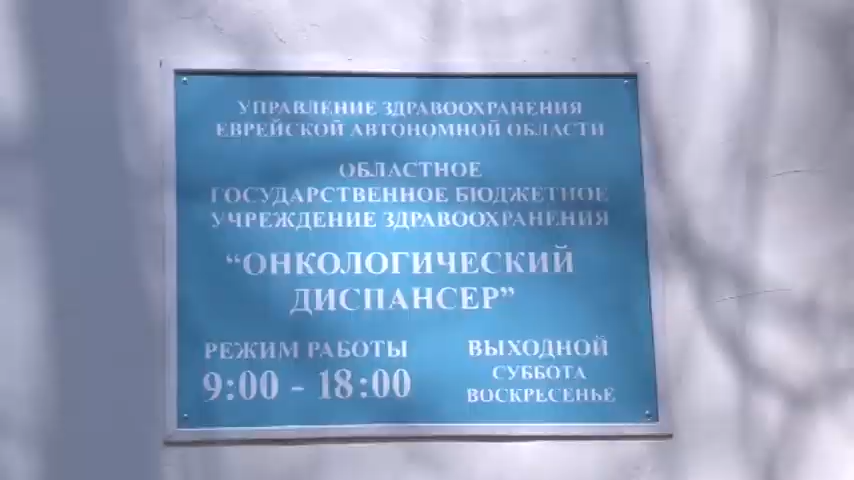 УПРАВЛЕНИЕ ЗДРАВООХРАНЕНИЯ
ЕВРЕЙСКОЙ АВТОНОМНОЙ ОБЛАСТИ
ОБЛАСТНОЕ
ГОСУДАРСТВЕННОЕ БЮДЖЕТНОЕ
УЧРЕЖДЕНИЕ ЗДРАВООХРАНЕНИЯ
“ОНКОЛОГИЧЕСКИЙ
ДИСПАНСЕР”
РЕЖИМ РАБОТЫ
9:00 - 18:00
ВЫХОДНОЙ
СУББОТА
ВОСКРЕСЕНЬЕ